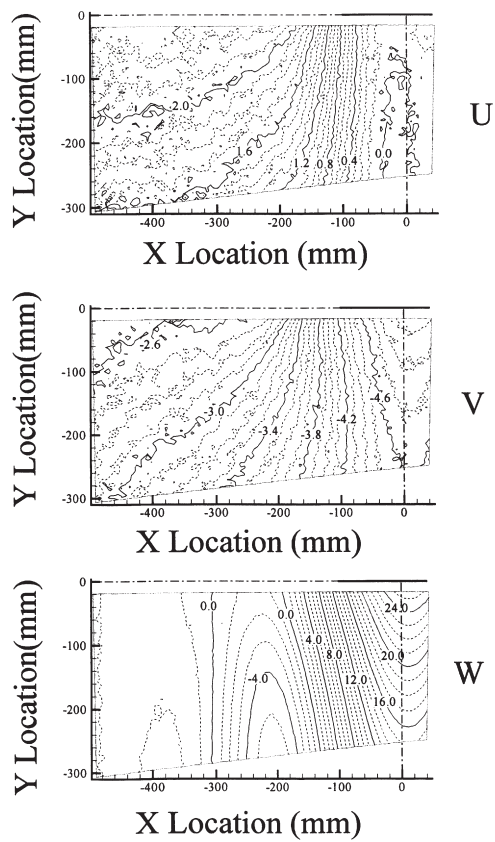 Y Location(mm)
0
-100
-200
-300
2.0
1.6
1.2 0.8 0.4 0.0
-400 -300 -200 -100 0
X Location (mm)
U
Y Location(mm)
0
-100
-200
-300
-2.6
-3.0
-3.4
-3.8
-4.2
-4.6
-400 -300 -200 -100 0
X Location (mm)
V
Y Location(mm)
0
-100
-200
-300
0.0 0.0 24.0
4.0
8.0 20.0
-4.0 12.0
16.0
-400 -300 -200 -100 0
X Location (mm)
W